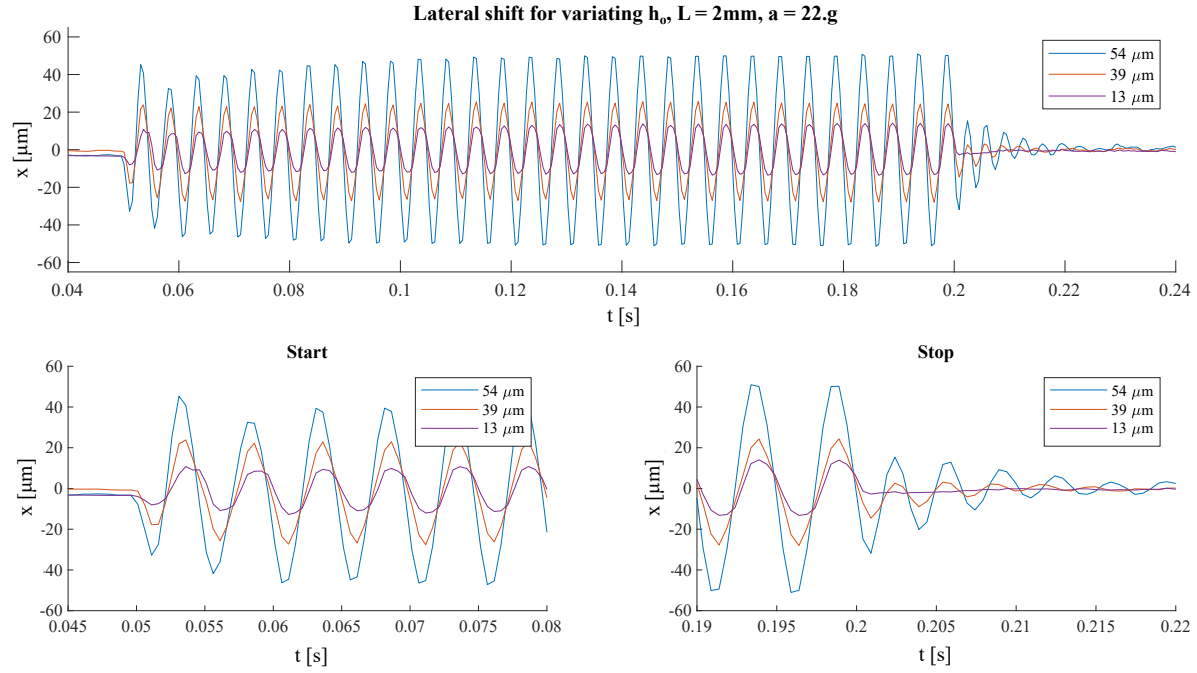 Lateral shift for variating hₒ, L = 2mm, a = 22.g
60
40
20
0
-20
-40
-60
x [μm]
54 μm
39 μm
13 μm
0.04 0.06 0.08 0.1 0.12 0.14 0.16 0.18 0.2 0.22 0.24
t [s]
Start
60
40
20
0
-20
-40
-60
x [μm]
54 μm
39 μm
13 μm
0.045 0.05 0.055 0.06 0.065 0.07 0.075 0.08
t [s]
Stop
60
40
20
0
-20
-40
-60
x [μm]
54 μm
39 μm
13 μm
0.19 0.195 0.2 0.205 0.21 0.215 0.22
t [s]